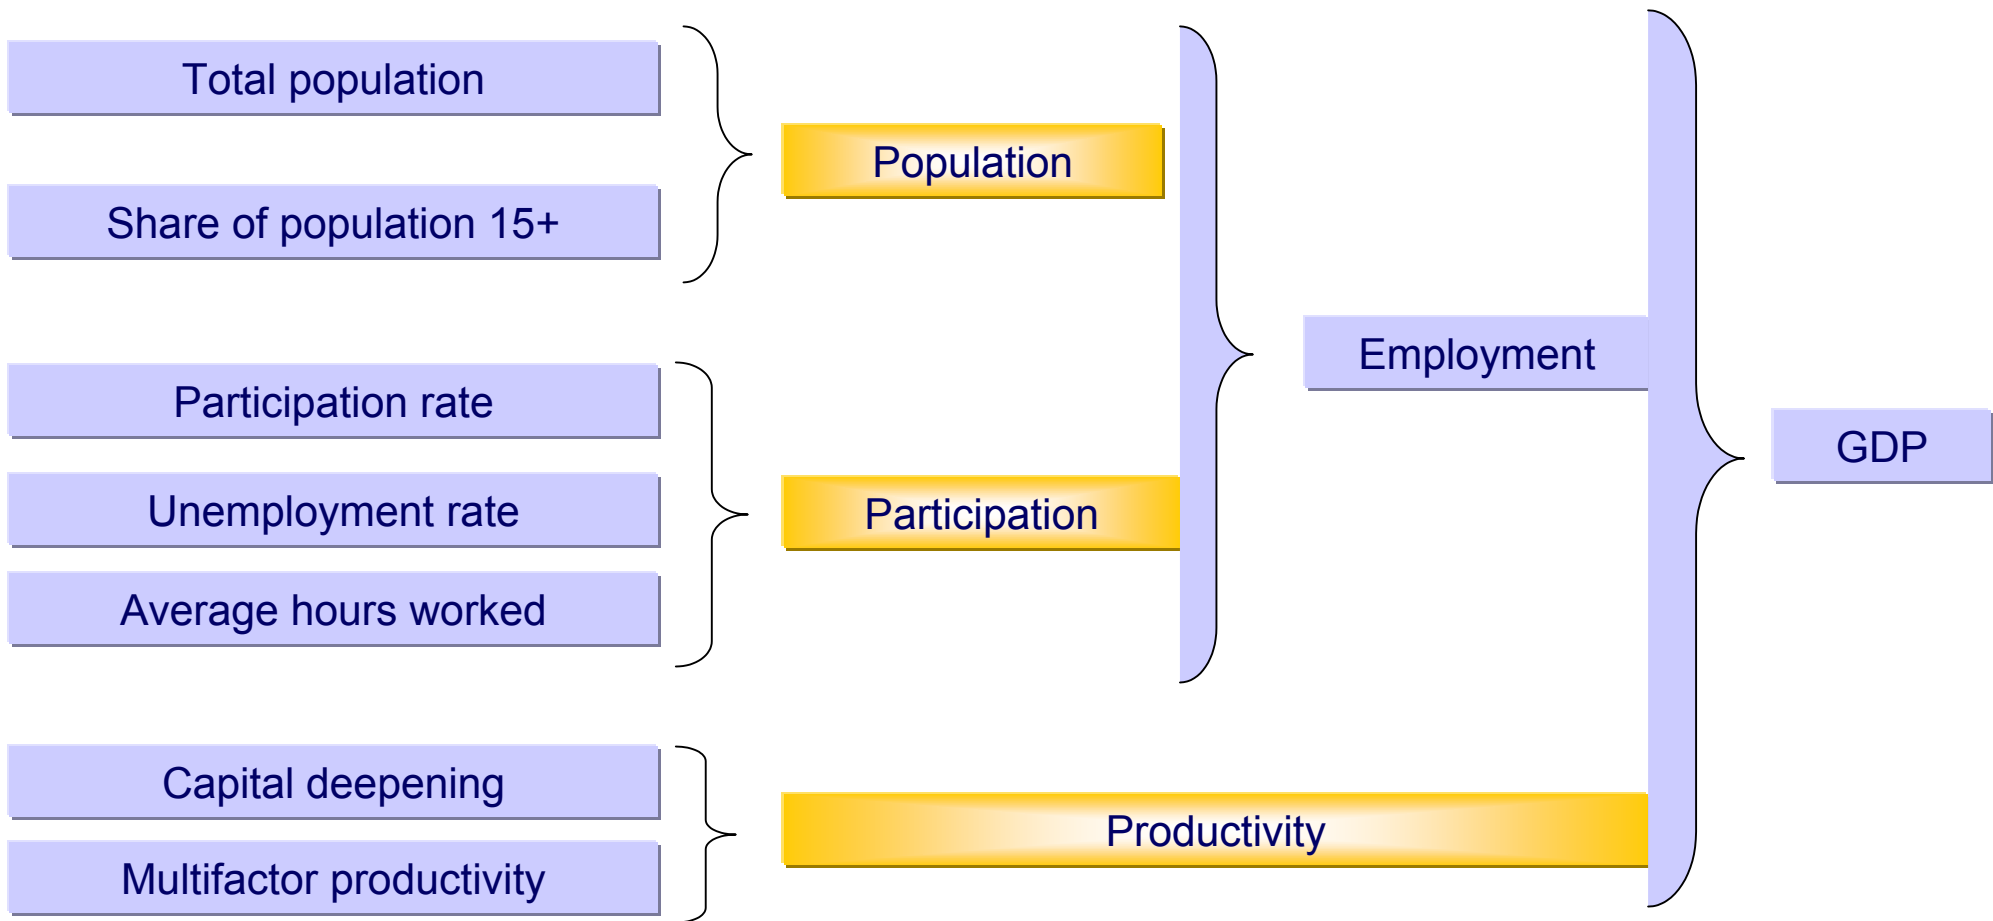 Total population
Share of population 15+
Population
Participation rate
Unemployment rate
Average hours worked
Participation
Employment
Capital deepening
Multifactor productivity
Productivity
GDP